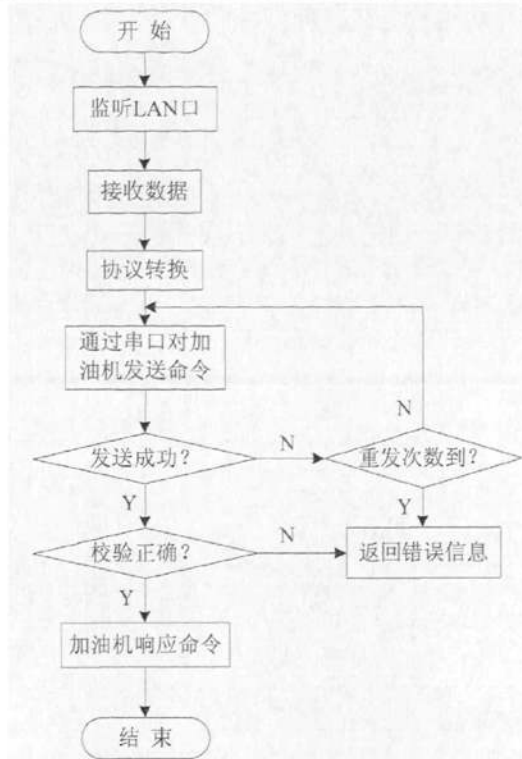 开 始
监听LAN口
接收数据
协议转换
通过串口对加
油机发送命令
N
发送成功?
N
重发次数到?
Y
Y
校验正确?
N
返回错误信息
Y
加油机响应命令
结 束